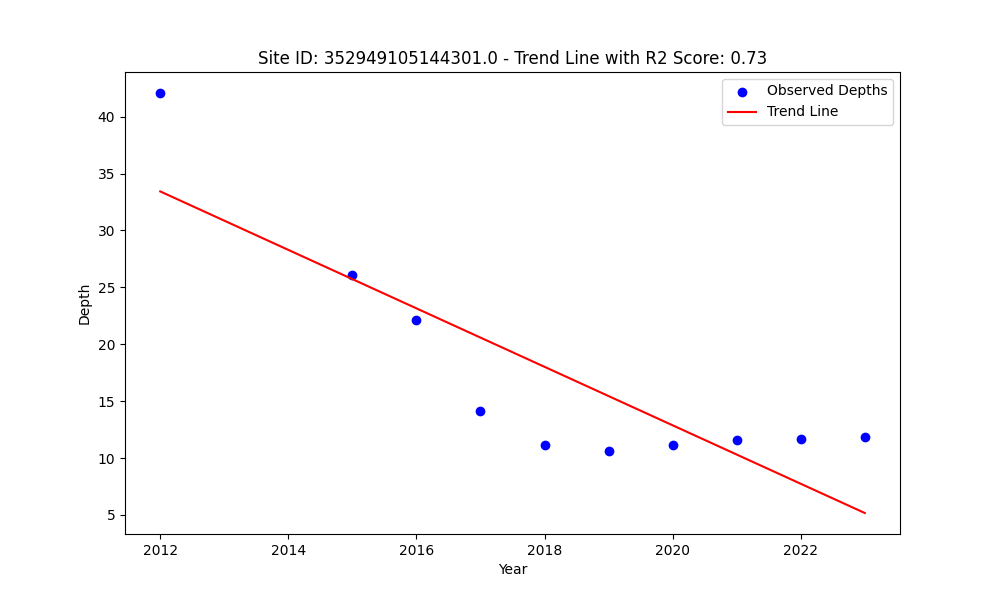 Site ID: 352949105144301.0 - Trend Line with R2 Score: 0.73
Observed Depths
Trend Line
40
35
30
25
20
15
10
5
Depth
2012
2014
2016
2018
2020
2022
Year